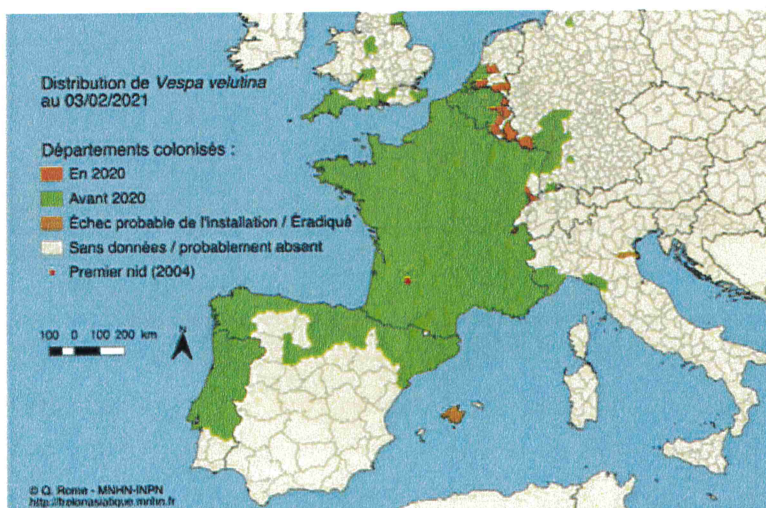 Distribution de Vespa velutina
au 03/02/2021
Départements colonisés :
En 2020
Avant 2020
Échec probable de l'installation / Éradiqué
Sans données / probablement absent
Premier nid (2004)
100 0 100 200 km
N
© Q. Rome - MNHN-INPN
http://frelonasiatique.mnhn.fr